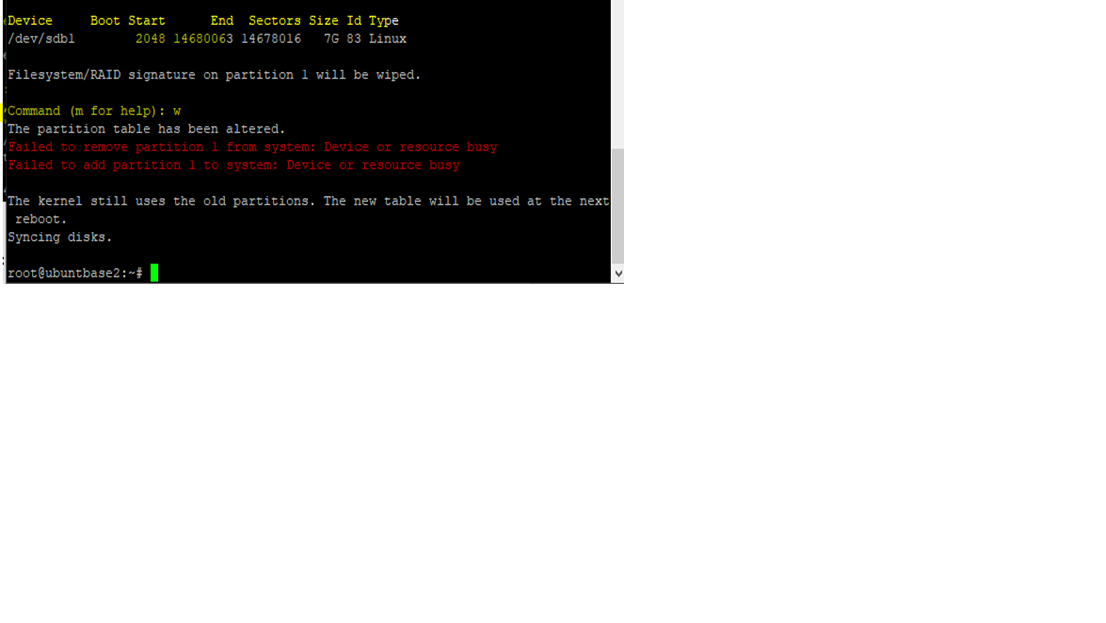 Device     Boot Start      End  Sectors Size Id Type
/dev/sdb1        2048 14680063 14678016   7G 83 Linux
Filesystem/RAID signature on partition 1 will be wiped.
Command (m for help): w
The partition table has been altered.
Failed to remove partition 1 from system: Device or resource busy
Failed to add partition 1 to system: Device or resource busy
The kernel still uses the old partitions. The new table will be used at the next
 reboot.
Syncing disks.
root@ubuntbase2:~#